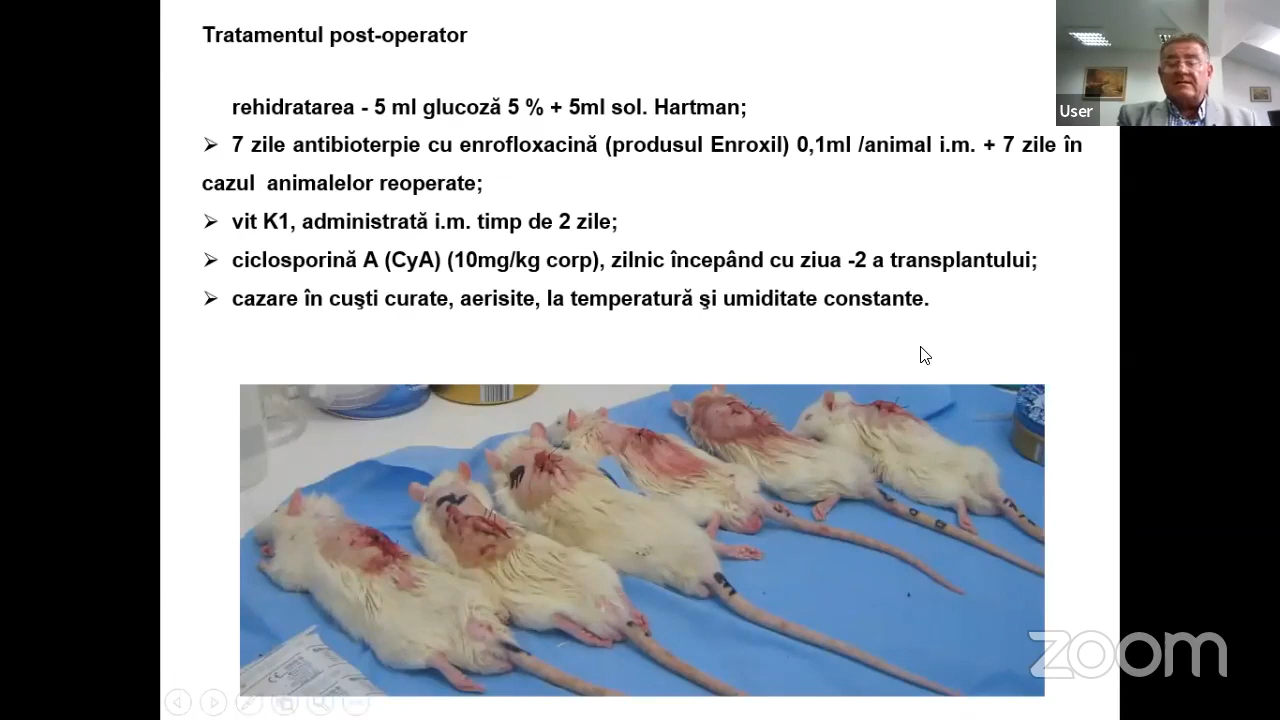 Tratamentul post-operator
User
rehidratarea - 5 ml glucoză 5 % + 5ml sol. Hartman;
➢ 7 zile antibioterpie cu enrofloxacină (produsul Enroxil) 0,1ml /animal i.m. + 7 zile în
cazul animalelor reoperate;
➢ vit K1, administrată i.m. timp de 2 zile;
➢ ciclosporină A (CyA) (10mg/kg corp), zilnic începând cu ziua -2 a transplantului;
➢ cazare în cuşti curate, aerisite, la temperatură şi umiditate constante.
zoom